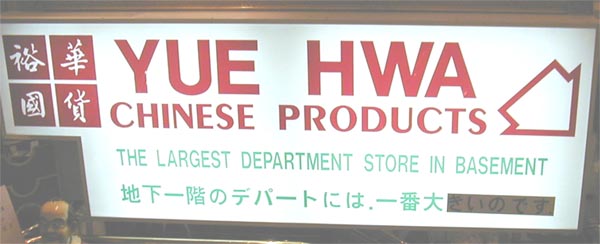 裕華
國貨
YUE HWA
CHINESE PRODUCTS
THE LARGEST DEPARTMENT STORE IN BASEMENT
地下一階のデパートには.一番大きいのです